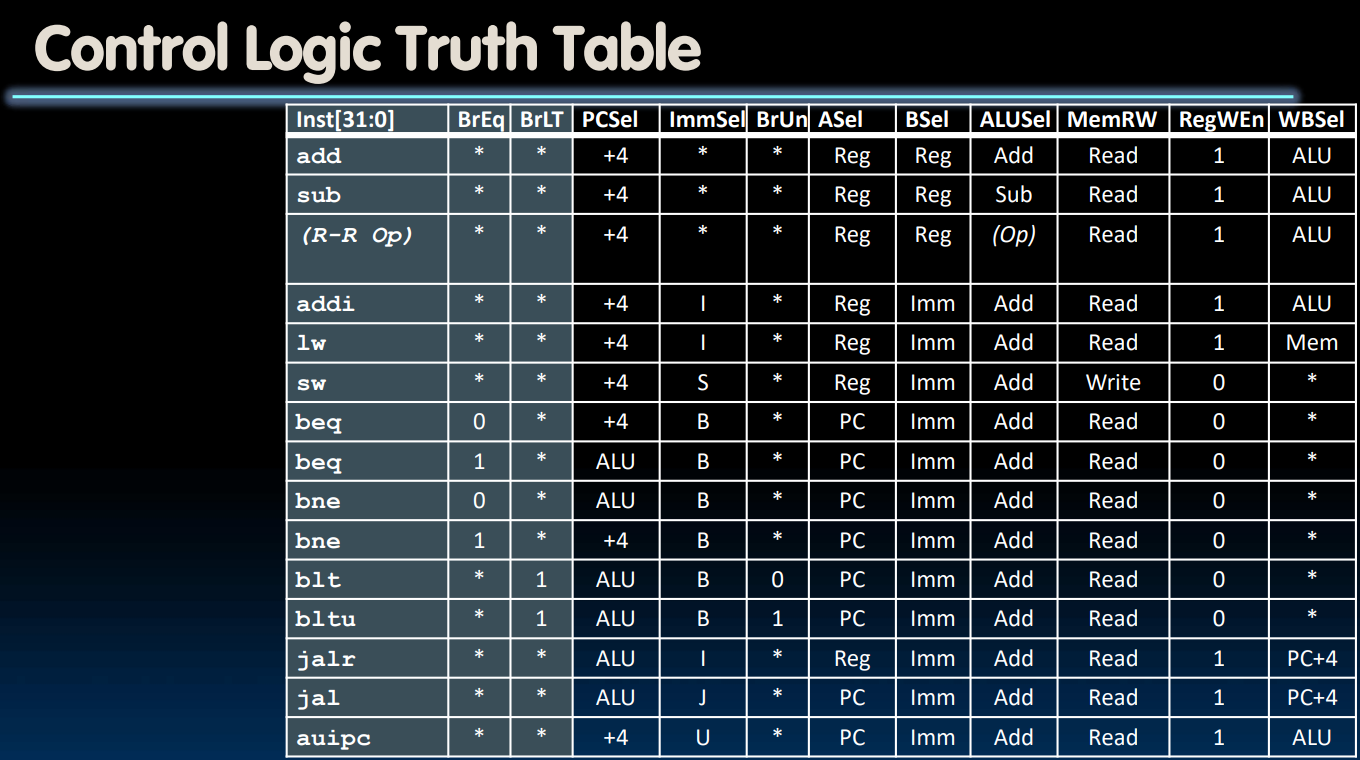 Control Logic Truth Table
Inst[31:0] BrEq BrLT PCSel ImmSel BrUn ASel BSel ALUSel MemRW RegWEn WBSel
add * * +4 * * Reg Reg Add Read 1 ALU
sub * * +4 * * Reg Reg Sub Read 1 ALU
(R-R Op) * * +4 * * Reg Reg (Op) Read 1 ALU
addi * * +4 I * Reg Imm Add Read 1 ALU
lw * * +4 I * Reg Imm Add Read 1 Mem
sw * * +4 S * Reg Imm Add Write 0 *
beq 0 * +4 B * PC Imm Add Read 0 *
beq 1 * ALU B * PC Imm Add Read 0 *
bne 0 * ALU B * PC Imm Add Read 0 *
bne 1 * +4 B * PC Imm Add Read 0 *
blt * 1 ALU B 0 PC Imm Add Read 0 *
bltu * 1 ALU B 1 PC Imm Add Read 0 *
jalr * * ALU I * Reg Imm Add Read 1 PC+4
jal * * ALU J * PC Imm Add Read 1 PC+4
auipc * * +4 U * PC Imm Add Read 1 ALU